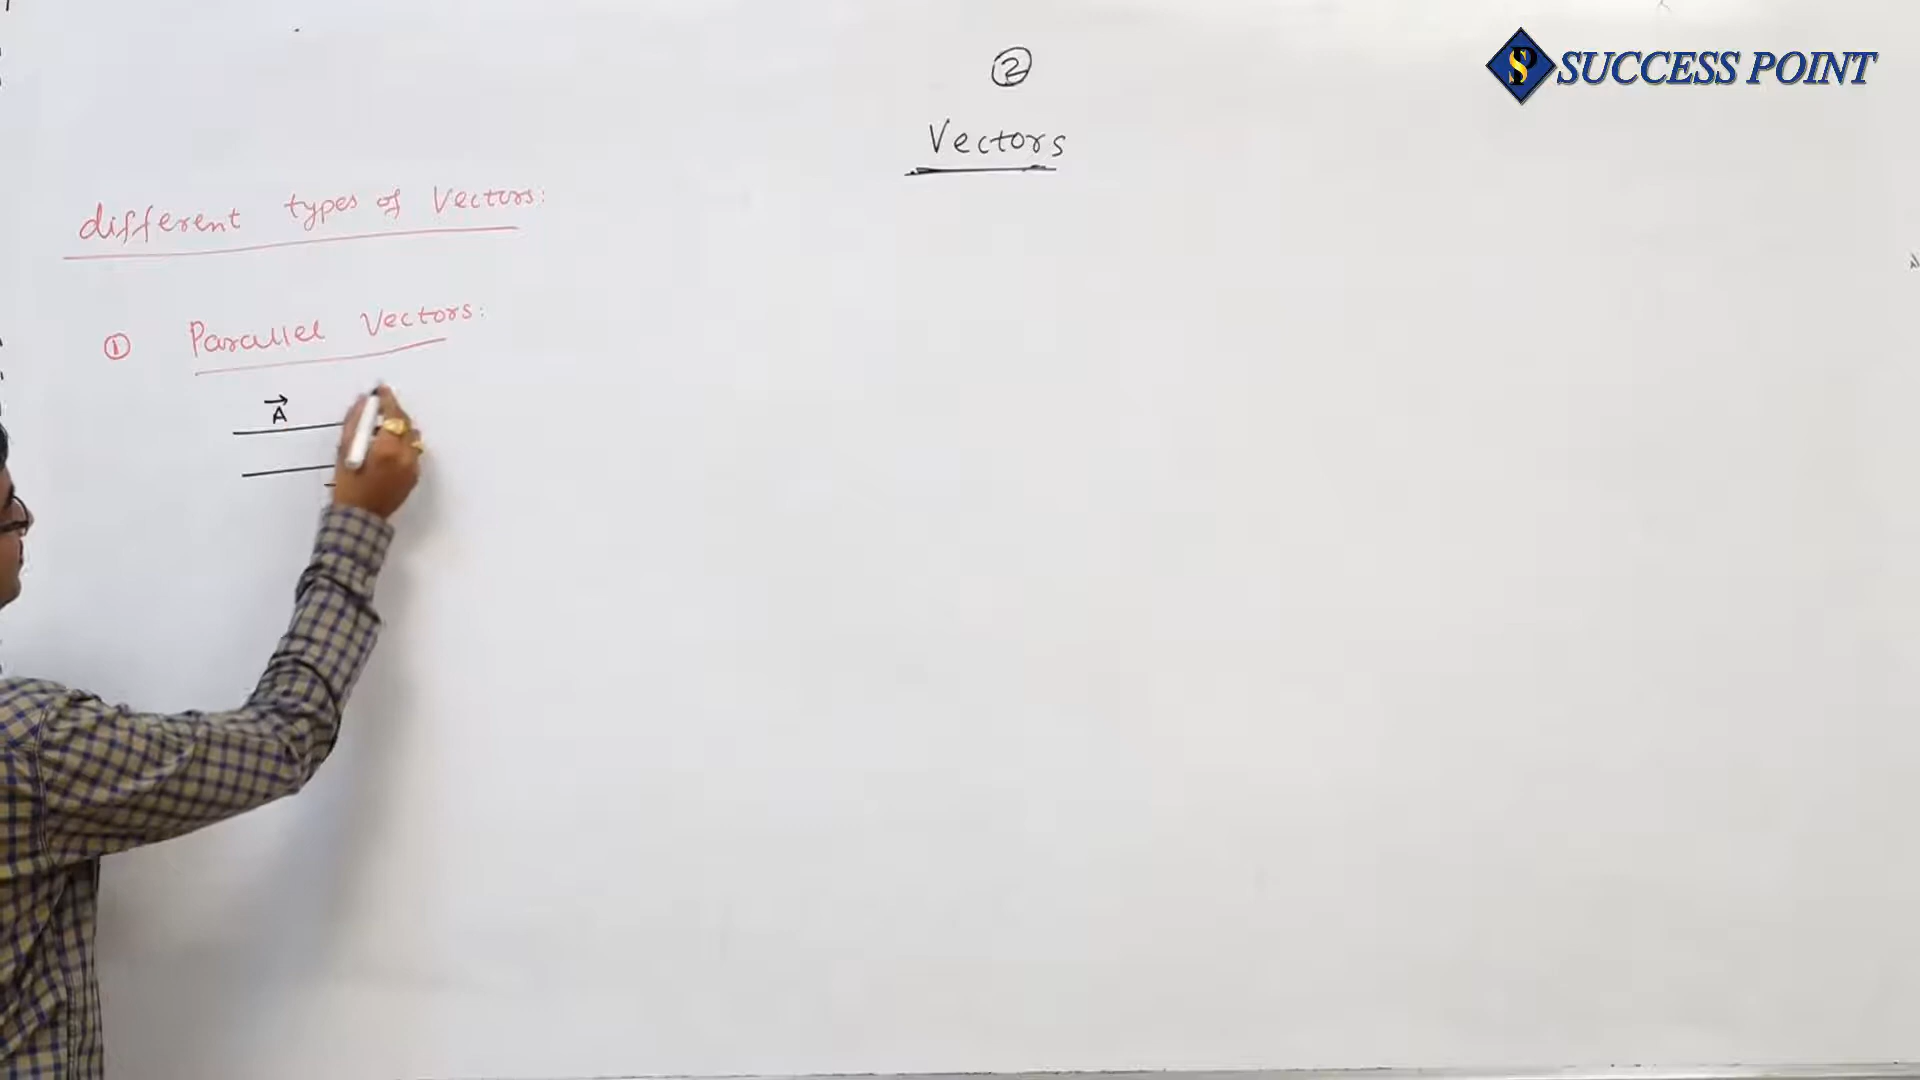 ②
SUCCESS POINT
Vectors
different types of Vectors:
① Parallel Vectors:
A